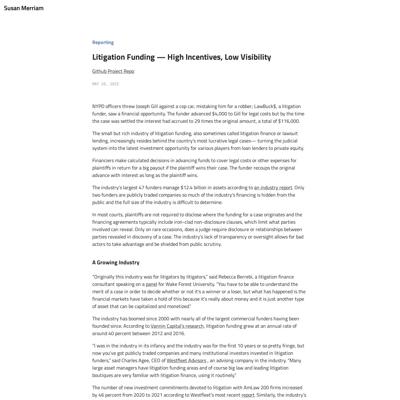 Susan Merriam
Reporting
Litigation Funding — High Incentives, Low Visibility
Github Project Repo
MAY 20, 2022
NYPD officers threw Joseph Gill against a cop car, mistaking him for a robber; LawBuck$, a litigation
funder, saw a financial opportunity. The funder advanced $4,000 to Gill for legal costs but by the time
the case was settled the interest had accrued to 29 times the original amount, a total of $116,000.
The small but rich industry of litigation funding, also sometimes called litigation finance or lawsuit
lending, increasingly resides behind the country's most lucrative legal cases— turning the judicial
system into the latest investment opportunity for various players from loan lenders to private equity.
Financiers make calculated decisions in advancing funds to cover legal costs or other expenses for
plaintiffs in return for a big payout if the plaintiffs wins their case. The funder recoups the original
advance with interest as long as the plaintiff wins.
The industry's largest 47 funders manage $12.4 billion in assets according to an industry report. Only
two funders are publicly traded companies so much of the industry's financing is hidden from the
public and the full size of the industry is difficult to determine.
In most courts, plaintiffs are not required to disclose where the funding for a case originates and the
financing agreements typically include iron-clad non-disclosure clauses, which limit what parties
involved can reveal. Only on rare occasions, does a judge require disclosure or relationships between
parties revealed in discovery of a case. The industry's lack of transparency or oversight allows for bad
actors to take advantage and be shielded from public scrutiny.
A Growing Industry
"Originally this industry was for litigators by litigators," said Rebecca Berrebi, a litigation finance
consultant speaking on a panel for Wake Forest University. "You have to be able to understand the
merit of a case in order to decide whether or not it's a winner or a loser, but what has happened is the
financial markets have taken a hold of this because it's really about money and it is just another type
of asset that can be capitalized and monetized."
The industry has boomed since 2000 with nearly all of the largest commercial funders having been
founded since. According to Vannin Capital's research, litigation funding grew at an annual rate of
around 40 percent between 2012 and 2016.
"I was in the industry in its infancy and the industry was for the first 10 years or so pretty fringe, but
now you've got publicly traded companies and many institutional investors invested in litigation
funders," said Charles Agee, CEO of Westfleet Advisors , an advising company in the industry. "Many
large asset managers have litigation funding areas and of course big law and leading litigation
boutiques are very familiar with litigation finance, using it routinely."
The number of new investment commitments devoted to litigation with AmLaw 200 firms increased
by 46 percent from 2020 to 2021 according to Westfleet's most recent report. Similarly, the industry's